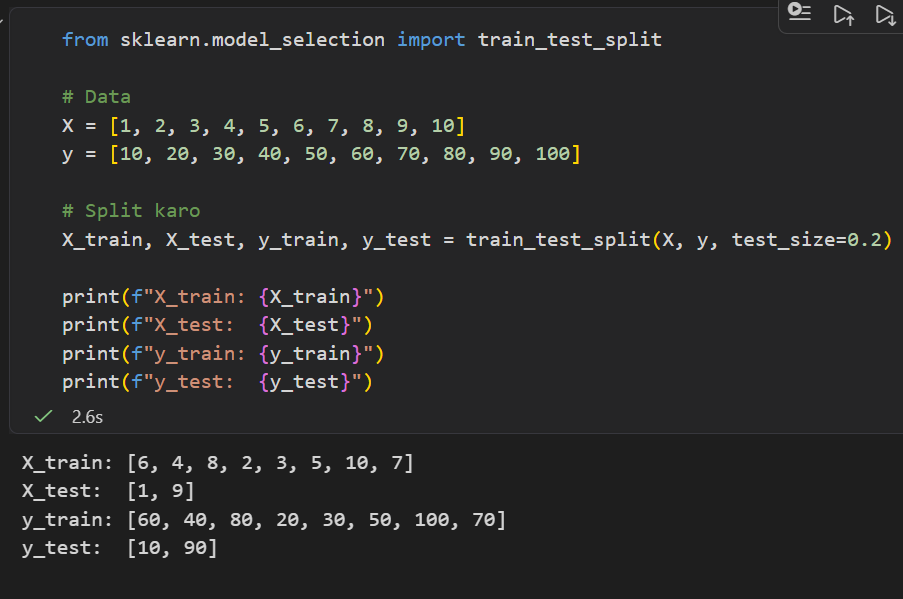 from sklearn.model_selection import train_test_split
# Data
X = [1, 2, 3, 4, 5, 6, 7, 8, 9, 10]
y = [10, 20, 30, 40, 50, 60, 70, 80, 90, 100]
# Split karo
X_train, X_test, y_train, y_test = train_test_split(X, y, test_size=0.2)
print(f"X_train: {X_train}")
print(f"X_test:  {X_test}")
print(f"y_train: {y_train}")
print(f"y_test:  {y_test}")
2.6s
X_train: [6, 4, 8, 2, 3, 5, 10, 7]
X_test:  [1, 9]
y_train: [60, 40, 80, 20, 30, 50, 100, 70]
y_test:  [10, 90]